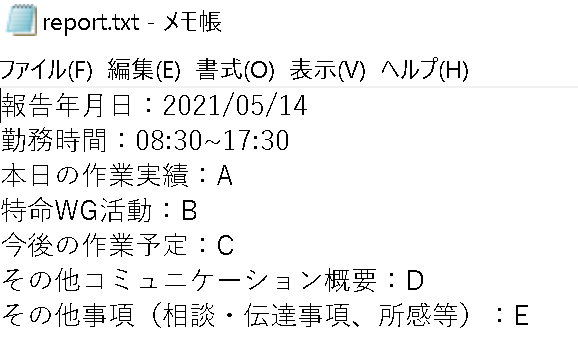 report.txt - メモ帳
ファイル(F) 編集(E) 書式(O) 表示(V) ヘルプ(H)
報告年月日：2021/05/14
勤務時間：08:30~17:30
本日の作業実績：A
特命WG活動：B
今後の作業予定：C
その他コミュニケーション概要：D
その他事項（相談・伝達事項、所感等）：E